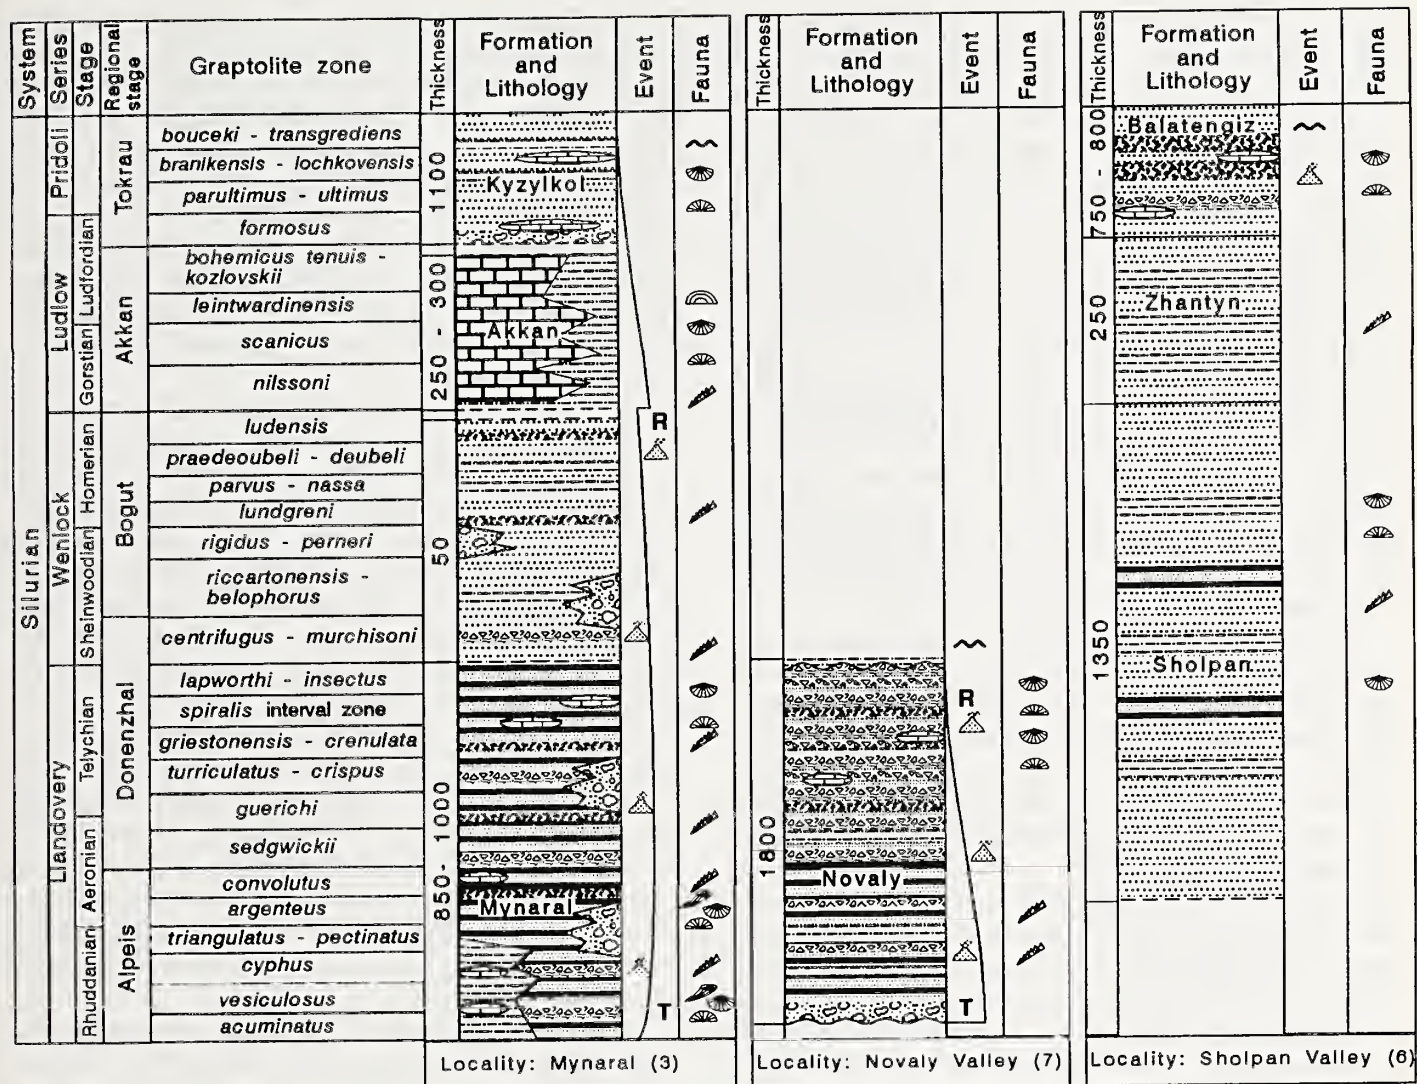 System
Series
Stage
Regional stage
Graptolite zone
Thickness
Formation
and
Lithology
Event
Fauna
Thickness
Formation
and
Lithology
Event
Fauna
Thickness
Formation
and
Lithology
Event
Fauna
Silurian
Pridoli
Ludlow
Wenlock
Llandovery
Ludfordian
Gorstian
Homerian
Sheinwoodian
Telychian
Aeronian
Rhuddanian
Tokrau
Akkan
Bogut
Donenzhal
Alpeis
bouceki - transgrediens
branikensis - lochkovensis
parultimus - ultimus
formosus
bohemicus tenuis -
kozlovskii
leintwardinensis
scanicus
nilssoni
ludensis
praedeoubeli - deubeli
parvus - nassa
lundgreni
rigidus - perneri
riccartonensis -
belophorus
centrifugus - murchisoni
lapworthi - insectus
spiralis interval zone
griestonensis - crenulata
turriculatus - crispus
guerichi
sedgwickii
convolutus
argenteus
triangulatus - pectinatus
cyphus
vesiculosus
acuminatus
1100
250 - 300
50
850 - 1000
Kyzylkol
Akkan
Mynaral
R
T
Locality: Mynaral (3)
1800
Novaly
R
T
Locality: Novaly Valley (7)
750 - 800
250
1350
Balatengiz
Zhantyn
Sholpan
Locality: Sholpan Valley (6)